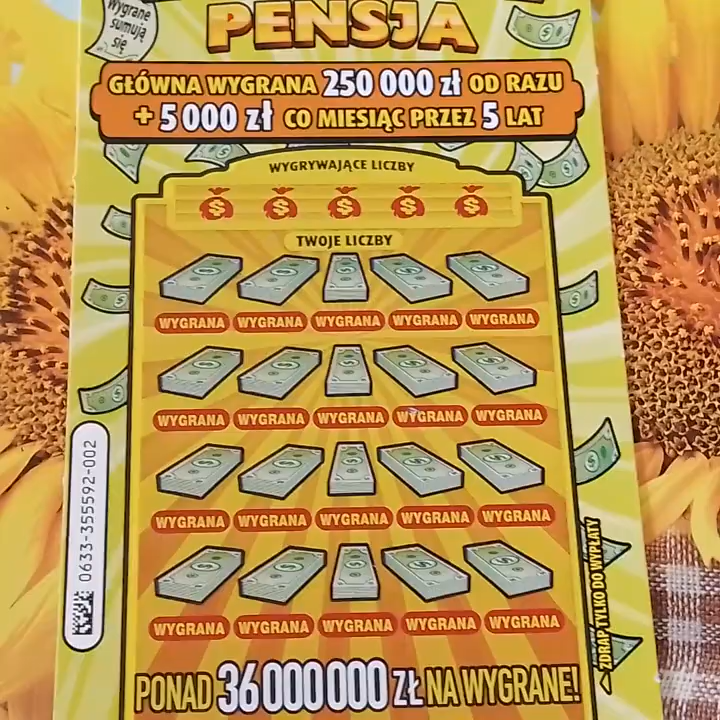 Wygrane
sumują
się
PENSJA
GŁÓWNA WYGRANA 250 000 zł OD RAZU
+ 5 000 zł CO MIESIĄC PRZEZ 5 LAT
WYGRYWAJĄCE LICZBY
TWOJE LICZBY
WYGRANA WYGRANA WYGRANA WYGRANA WYGRANA
WYGRANA WYGRANA WYGRANA WYGRANA WYGRANA
WYGRANA WYGRANA WYGRANA WYGRANA WYGRANA
WYGRANA WYGRANA WYGRANA WYGRANA WYGRANA
PONAD 36 000 000 ZŁ NA WYGRANE!
0633-355592-002
ZDRAP TYLKO DO WYPŁATY